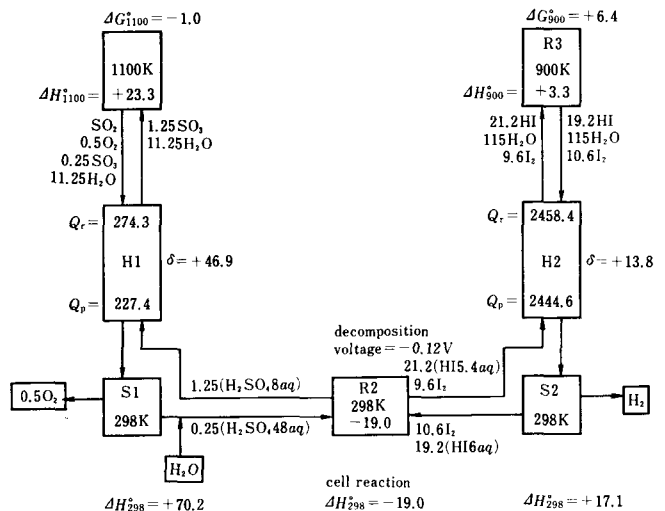 ΔG°₁₁₀₀ = −1.0
1100K
ΔH°₁₁₀₀ = +23.3
SO₂
0.5O₂
0.25SO₃
11.25H₂O
1.25SO₃
11.25H₂O
Qᵣ = 274.3
H1
δ = +46.9
Qₚ = 227.4
ΔG°₉₀₀ = +6.4
R3
900K
ΔH°₉₀₀ = +3.3
21.2HI
115H₂O
9.6I₂
19.2HI
115H₂O
10.6I₂
Qᵣ = 2458.4
H2
δ = +13.8
Qₚ = 2444.6
decomposition
voltage = −0.12V
21.2(HI5.4aq)
9.6I₂
1.25(H₂SO₄8aq)
0.5O₂
S1
298K
0.25(H₂SO₄48aq)
H₂O
R2
298K
−19.0
10.6I₂
19.2(HI6aq)
S2
298K
H₂
ΔH°₂₉₈ = +70.2
cell reaction
ΔH°₂₉₈ = −19.0
ΔH°₂₉₈ = +17.1